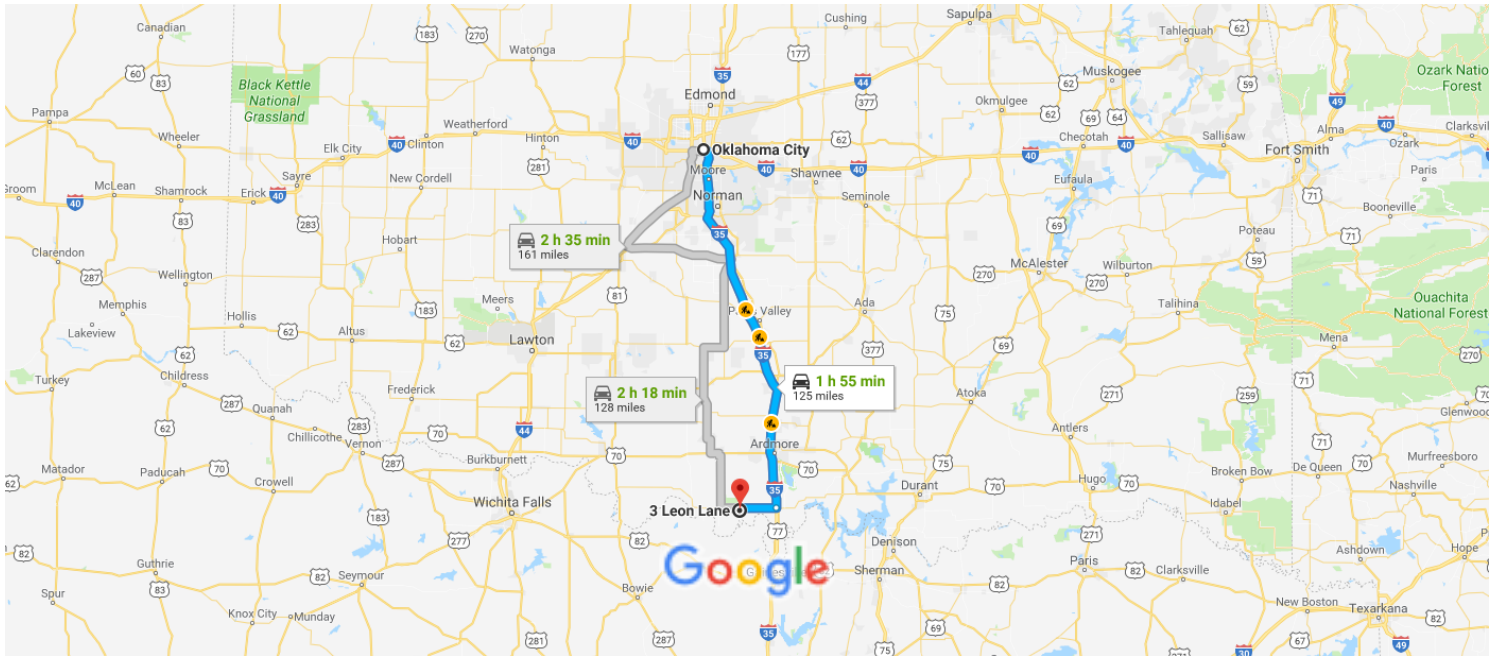 Canadian
Cushing
Sapulpa
Tahlequah
Watonga
Black Kettle
National
Grassland
Edmond
Muskogee
Ozark Nation
Forest
Pampa
Wheeler
Weatherford
Clinton
Hinton
Okmulgee
Checotah
Sallisaw
Alma
Ozark
Clarksvil
Elk City
Oklahoma City
Fort Smith
Groom
McLean
Shamrock
Erick
Sayre
New Cordell
Moore
Shawnee
Seminole
Norman
Eufaula
Paris
Booneville
Clarendon
Hobart
2 h 35 min
161 miles
Poteau
Wellington
McAlester
Wilburton
Memphis
Meers
Ada
Talihina
Ouachita
National Forest
Lakeview
Hollis
Altus
Lawton
Mena
Turkey
Childress
Frederick
2 h 18 min
128 miles
1 h 55 min
125 miles
Atoka
Quanah
Chillicothe
Vernon
Antlers
Glenwood
Matador
Paducah
Crowell
Burkburnett
Ardmore
Broken Bow
De Queen
Murfreesboro
Wichita Falls
3 Leon Lane
Durant
Hugo
Idabel
Nashville
Denison
Google
Guthrie
Seymour
Bowie
Sherman
Paris
Clarksville
Ashdown
Hope
Spur
Knox City
Munday
New Boston
Texarkana